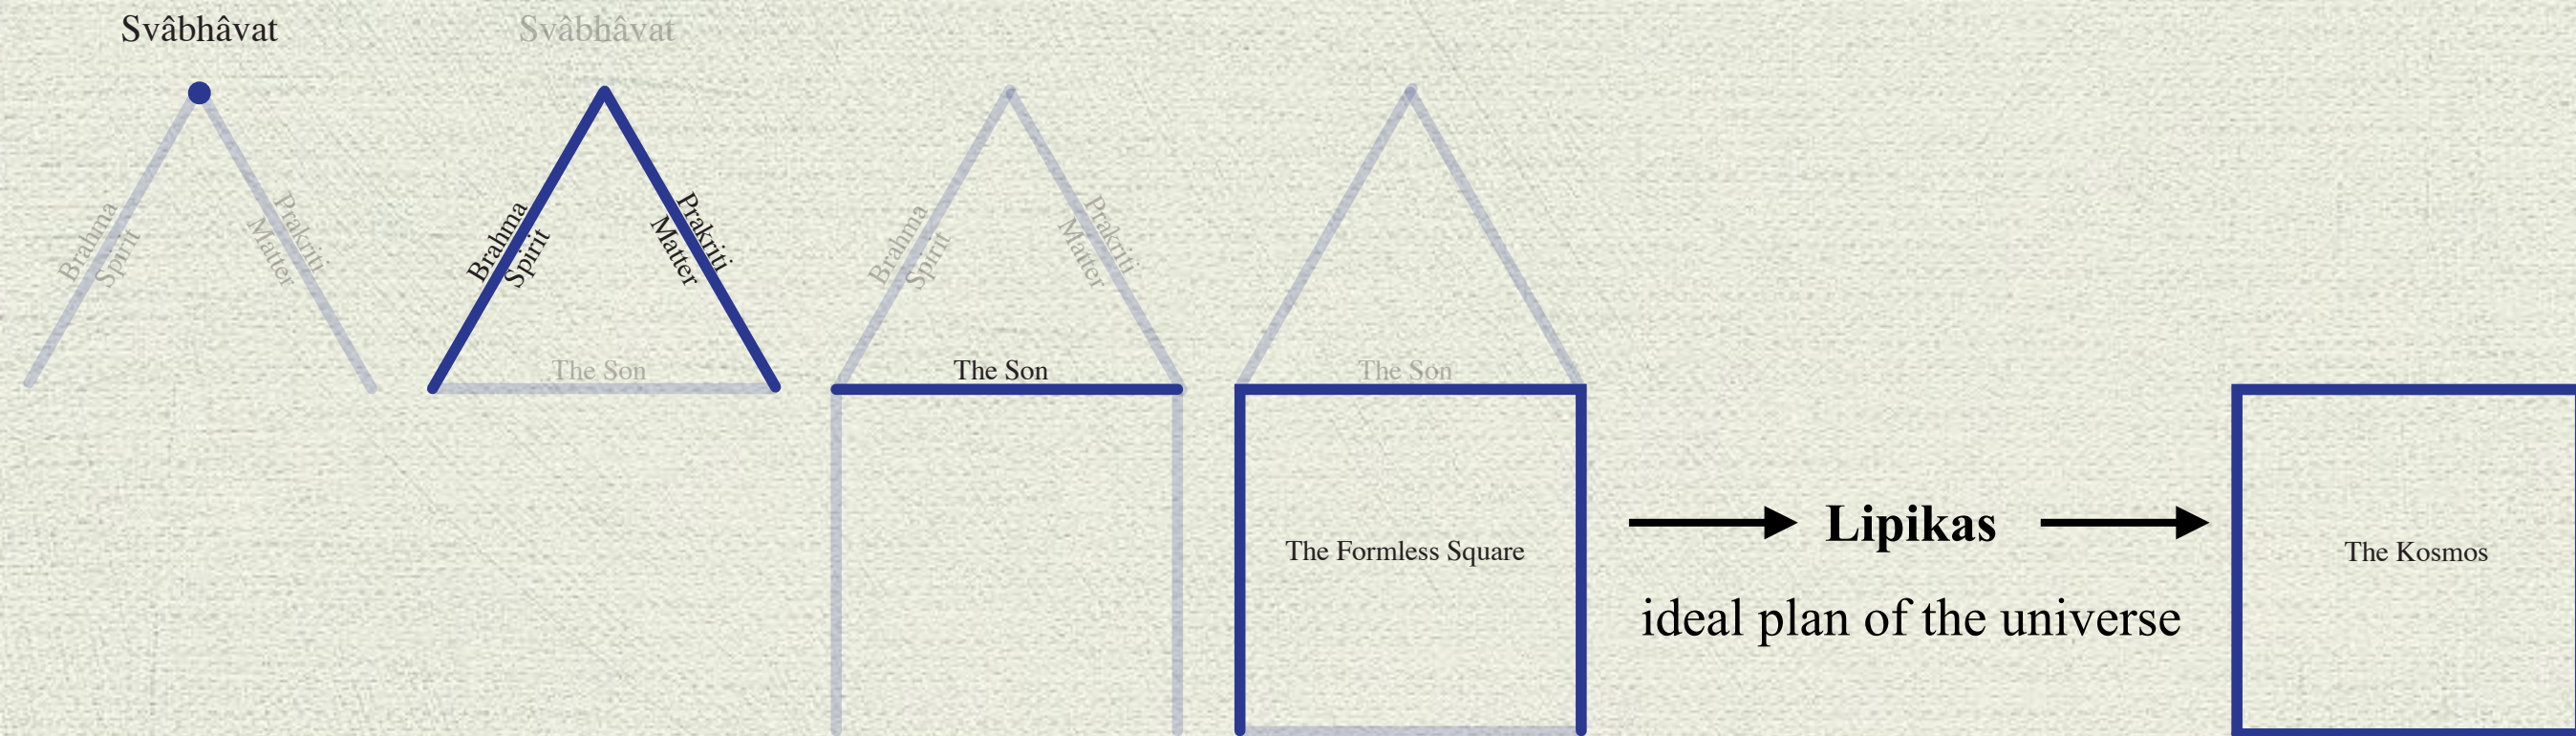 Svâbhâvat
Brahma
Spirit
Prakriti
Matter
Svâbhâvat
Brahma
Spirit
Prakriti
Matter
The Son
Brahma
Spirit
Prakriti
Matter
The Son
The Son
The Formless Square
Lipikas
ideal plan of the universe
The Kosmos